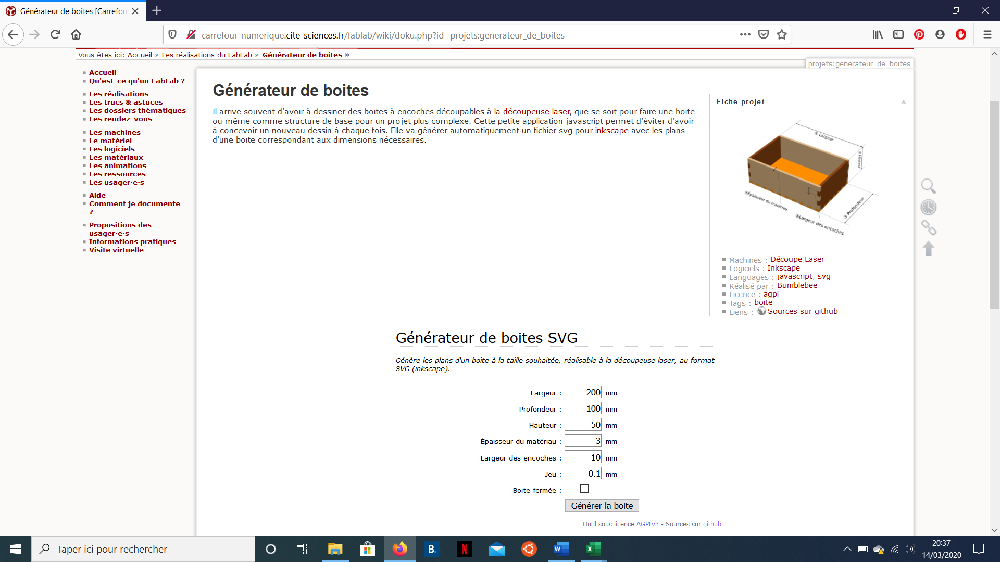 Générateur de boites [Carrefou
carrefour-numerique.cite-sciences.fr/fablab/wiki/doku.php?id=projets:generateur_de_boites
Vous êtes ici: Accueil » Les réalisations du FabLab » Générateur de boites »
projets:generateur_de_boites
Accueil
Qu'est-ce qu'un FabLab ?
Les réalisations
Les trucs & astuces
Les dossiers thématiques
Les rendez-vous
Les machines
Le matériel
Les logiciels
Les matériaux
Les animations
Les ressources
Les usager·e·s
Aide
Comment je documente
?
Propositions des
usager·e·s
Informations pratiques
Visite virtuelle
Générateur de boites
Il arrive souvent d'avoir à dessiner des boites à encoches découpables à la découpeuse laser, que se soit pour faire une boite
ou même comme structure de base pour un projet plus complexe. Cette petite application javascript permet d’éviter d'avoir
à concevoir un nouveau dessin à chaque fois. Elle va générer automatiquement un fichier svg pour inkscape avec les plans
d'une boite correspondant aux dimensions nécessaires.
Fiche projet
① Largeur
② Hauteur
③ Profondeur
④Épaisseur du matériau
⑤Largeur des encoches
Machines : Découpe Laser
Logiciels : Inkscape
Languages : javascript, svg
Réalisé par : Bumblebee
Licence : agpl
Tags : boite
Liens : Sources sur github
Générateur de boites SVG
Génère les plans d'un boite à la taille souhaitée, réalisable à la découpeuse laser, au format
SVG (inkscape).
Largeur : 200 mm
Profondeur : 100 mm
Hauteur : 50 mm
Épaisseur du matériau : 3 mm
Largeur des encoches : 10 mm
Jeu : 0.1 mm
Boite fermée :
Générer la boite
Outil sous licence AGPLv3 - Sources sur github
Taper ici pour rechercher
B.
N
W
X
20:37
14/03/2020